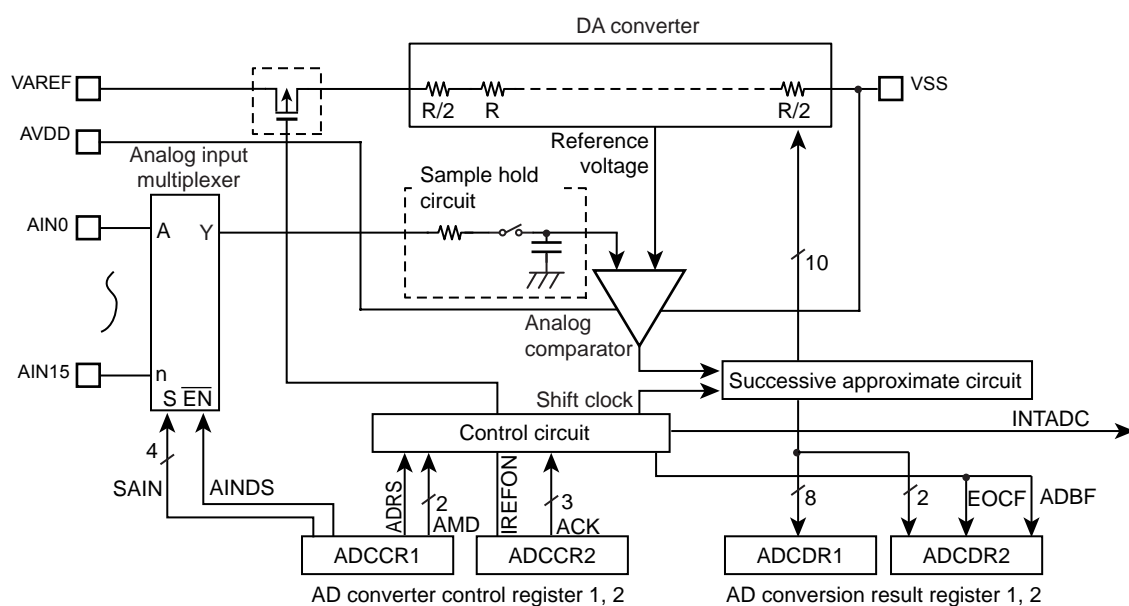 DA converter
VAREF
R/2
R
R/2
VSS
AVDD
Analog input
multiplexer
Reference
voltage
Sample hold
circuit
AIN0
A
Y
10
Analog
comparator
AIN15
n
S
EN
Successive approximate circuit
Shift clock
Control circuit
INTADC
4
SAIN
AINDS
ADRS
2
AMD
IREFON
3
ACK
8
2
EOCF
ADBF
ADCCR1
ADCCR2
ADCDR1
ADCDR2
AD converter control register 1, 2
AD conversion result register 1, 2